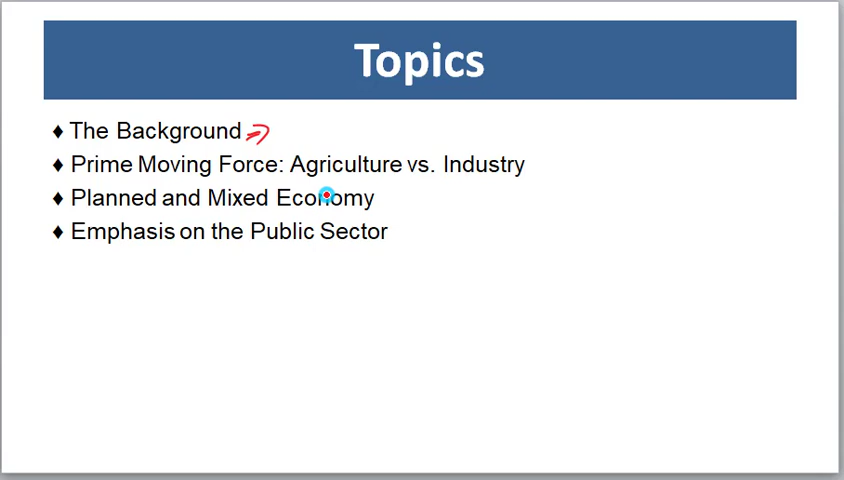 Topics
♦ The Background
♦ Prime Moving Force: Agriculture vs. Industry
♦ Planned and Mixed Economy
♦ Emphasis on the Public Sector